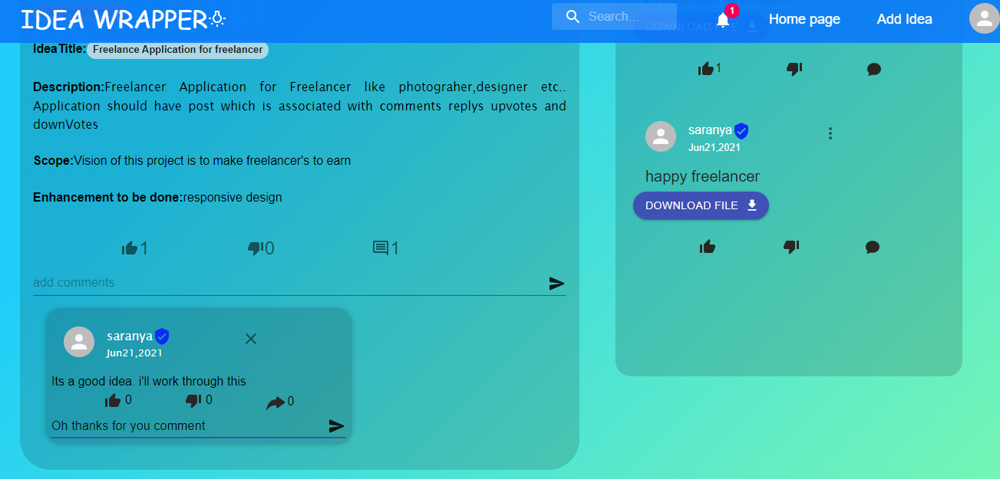 IDEA WRAPPER
Search...
1
Home page
Add Idea
IdeaTitle: Freelance Application for freelancer
Description:Freelancer Application for Freelancer like photograher,designer etc..
Application should have post which is associated with comments replys upvotes and
downVotes
Scope:Vision of this project is to make freelancer's to earn
Enhancement to be done:responsive design
1
0
1
add comments
saranya
Jun21,2021
Its a good idea. i'll work through this
0
0
0
Oh thanks for you comment
DOWNLOAD FILE
1
saranya
Jun21,2021
happy freelancer
DOWNLOAD FILE